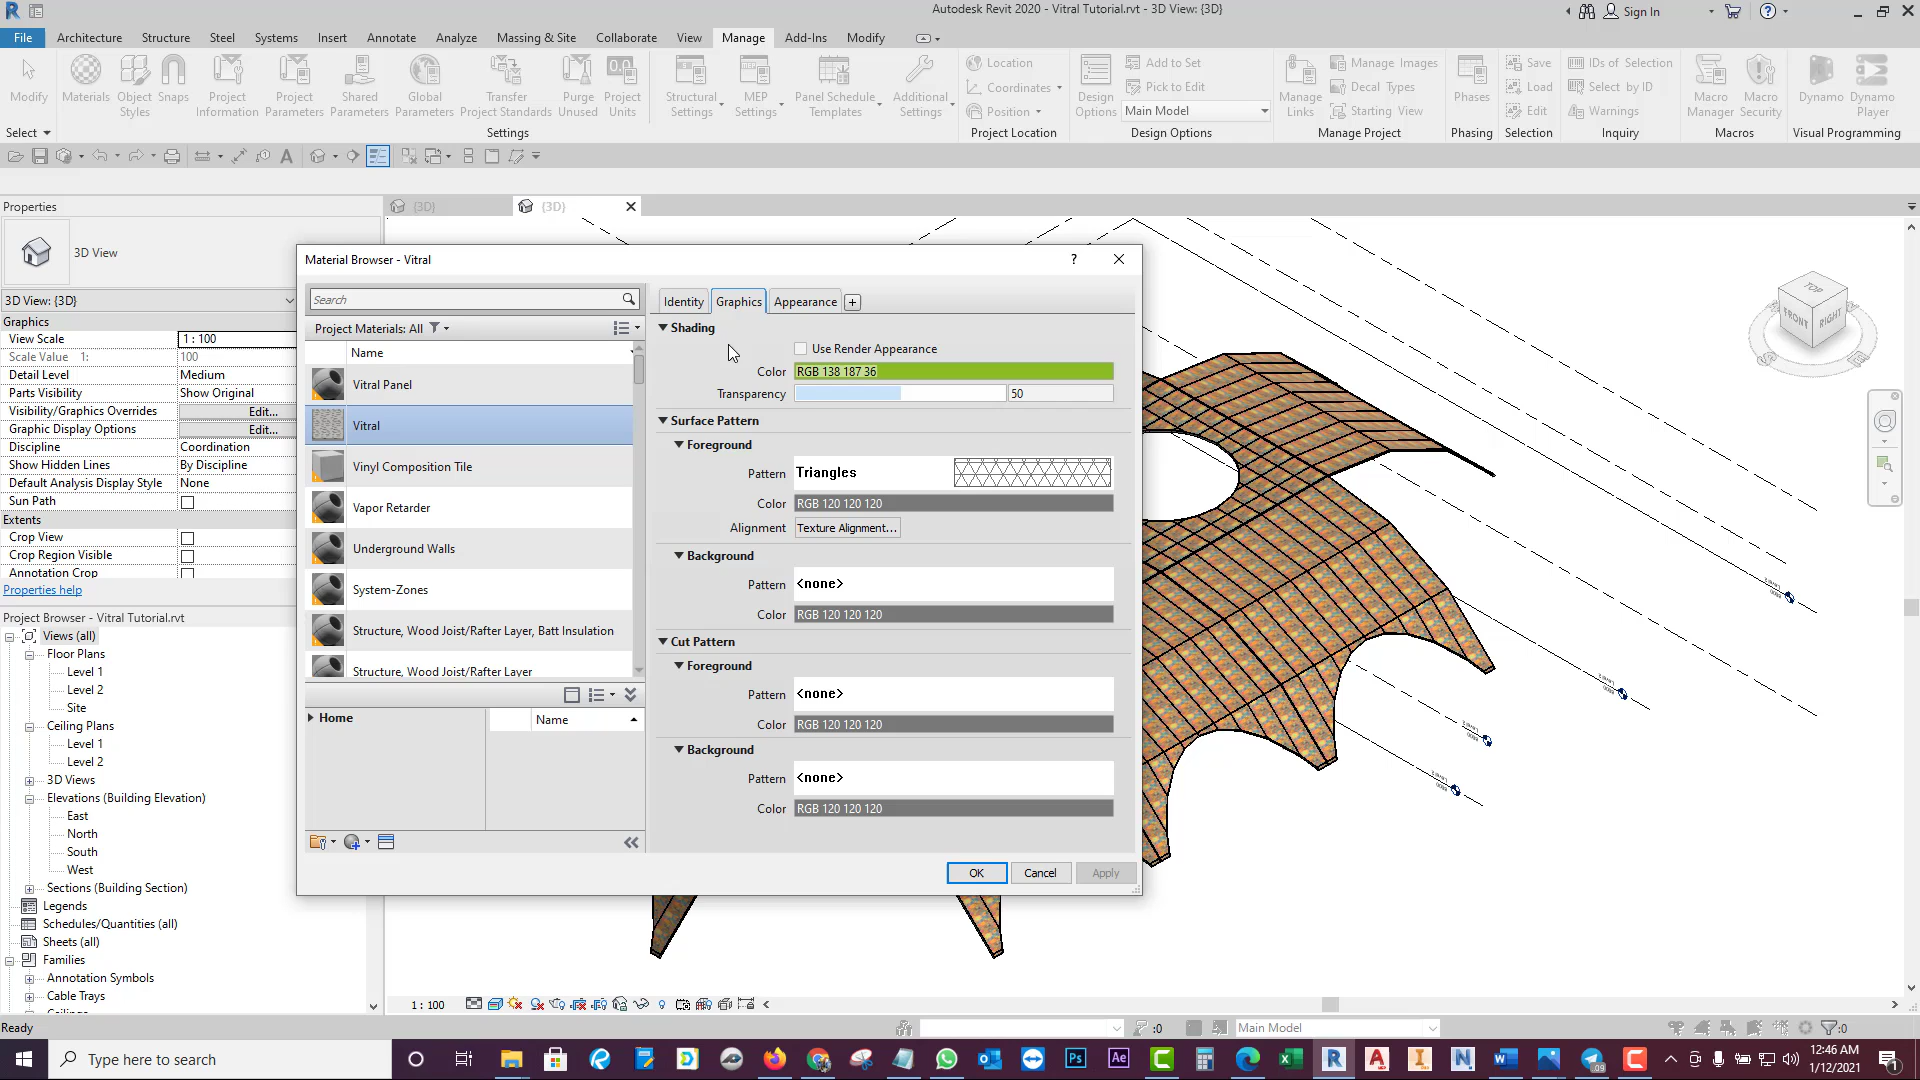 Autodesk Revit 2020 - Vitral Tutorial.rvt - 3D View: {3D}
Sign In
File
Architecture
Structure
Steel
Systems
Insert
Annotate
Analyze
Massing & Site
Collaborate
View
Manage
Add-Ins
Modify
Modify
Materials
Object Styles
Snaps
Project Information
Project Parameters
Shared Parameters
Global Parameters
Transfer Project Standards
Purge Unused
Project Units
Structural Settings
MEP Settings
Panel Schedule Templates
Additional Settings
Location
Coordinates
Position
Design Options
Add to Set
Pick to Edit
Main Model
Manage Links
Manage Images
Decal Types
Starting View
Phases
Save
Load
Edit
IDs of Selection
Select by ID
Warnings
Macro Manager
Macro Security
Dynamo
Dynamo Player
Select
Settings
Project Location
Design Options
Manage Project
Phasing
Selection
Inquiry
Macros
Visual Programming
Properties
3D View
3D View: {3D}
Graphics
View Scale 1 : 100
Scale Value 1: 100
Detail Level Medium
Parts Visibility Show Original
Visibility/Graphics Overrides Edit...
Graphic Display Options Edit...
Discipline Coordination
Show Hidden Lines By Discipline
Default Analysis Display Style None
Sun Path
Extents
Crop View
Crop Region Visible
Annotation Crop
Properties help
Project Browser - Vitral Tutorial.rvt
Views (all)
Floor Plans
Level 1
Level 2
Site
Ceiling Plans
Level 1
Level 2
3D Views
Elevations (Building Elevation)
East
North
South
West
Sections (Building Section)
Legends
Schedules/Quantities (all)
Sheets (all)
Families
Annotation Symbols
Cable Trays
{3D}
{3D}
Material Browser - Vitral
?
Search
Project Materials: All
Name
Vitral Panel
Vitral
Vinyl Composition Tile
Vapor Retarder
Underground Walls
System-Zones
Structure, Wood Joist/Rafter Layer, Batt Insulation
Structure, Wood Joist/Rafter Layer
Home
Name
Identity
Graphics
Appearance
Shading
Use Render Appearance
Color RGB 138 187 36
Transparency 50
Surface Pattern
Foreground
Pattern Triangles
Color RGB 120 120 120
Alignment Texture Alignment...
Background
Pattern <none>
Color RGB 120 120 120
Cut Pattern
Foreground
Pattern <none>
Color RGB 120 120 120
Background
Pattern <none>
Color RGB 120 120 120
OK
Cancel
Apply
TOP
FRONT
RIGHT
1 : 100
Ready
:0
Main Model
:0
Type here to search
12:46 AM
1/12/2021